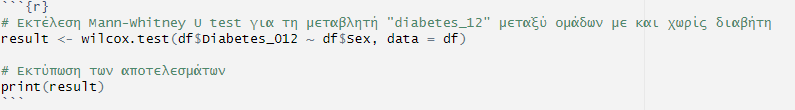 ```{r}
# Εκτέλεση Mann-Whitney U test για τη μεταβλητή "diabetes_12" μεταξύ ομάδων με και χωρίς διαβήτη
result <- wilcox.test(df$Diabetes_012 ~ df$Sex, data = df)

# Εκτύπωση των αποτελεσμάτων
print(result)
```